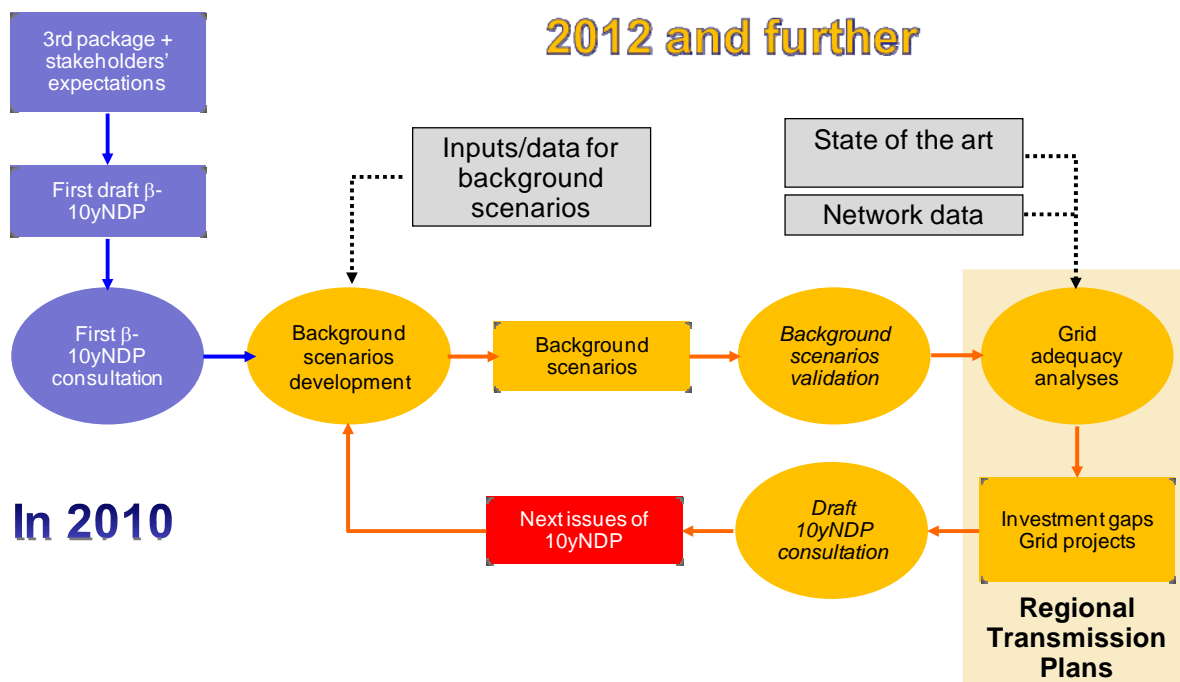 3rd package +
stakeholders'
expectations
2012 and further
Inputs/data for
background
scenarios
State of the art
Network data
First draft β-
10yNDP
First β-
10yNDP
consultation
Background
scenarios
development
Background
scenarios
Background
scenarios
validation
Grid
adequacy
analyses
In 2010
Next issues of
10yNDP
Draft
10yNDP
consultation
Investment gaps
Grid projects
Regional
Transmission
Plans